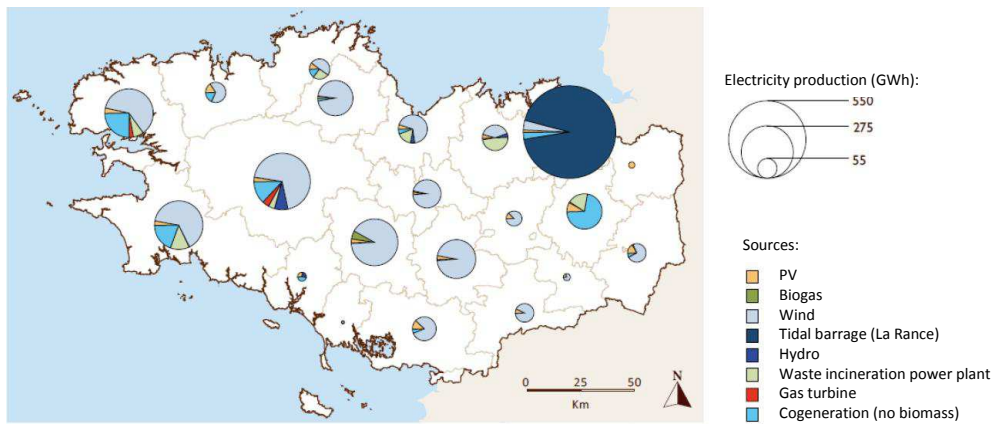 Electricity production (GWh):
550
275
55
Sources:
PV
Biogas
Wind
Tidal barrage (La Rance)
Hydro
Waste incineration power plant
Gas turbine
Cogeneration (no biomass)
0 25 50
Km
N